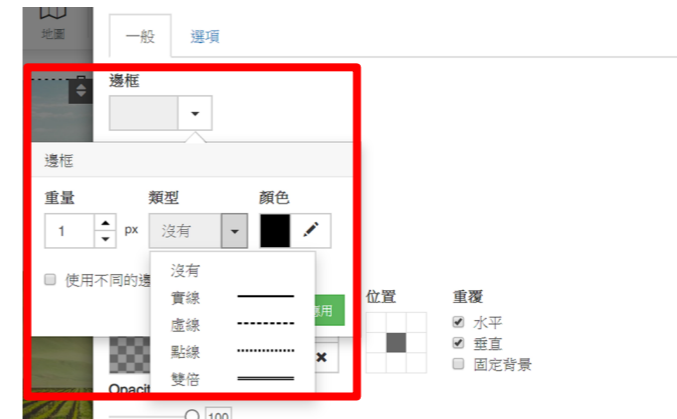 地圖
一般
選項
邊框
邊框
重量
類型
顏色
1
px
沒有
使用不同的邊
沒有
實線
虛線
點線
雙倍
用
位置
重覆
水平
垂直
固定背景
Opacit
100